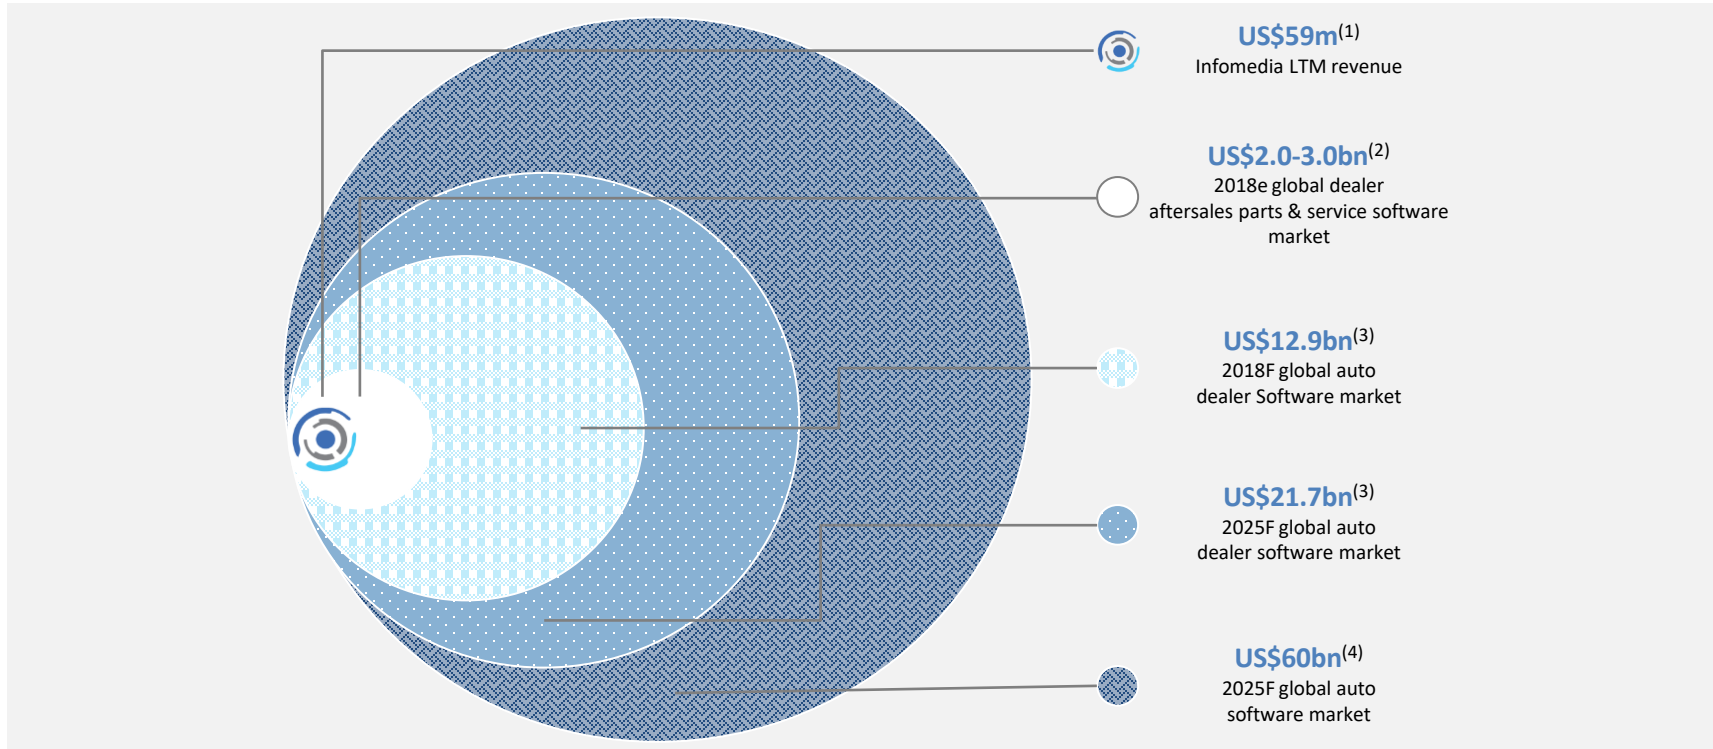 US$59m(1)
Infomedia LTM revenue
US$2.0-3.0bn(2)
2018e global dealer
aftersales parts & service software
market
US$12.9bn(3)
2018F global auto
dealer Software market
US$21.7bn(3)
2025F global auto
dealer software market
US$60bn(4)
2025F global auto
software market